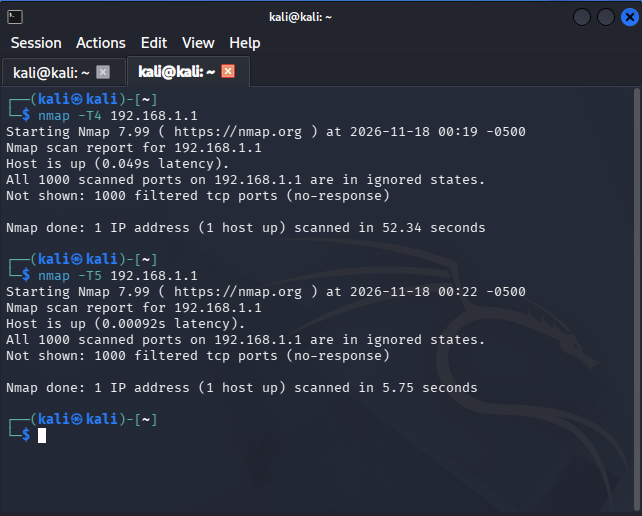 kali@kali: ~
Session Actions Edit View Help
kali@kali: ~ kali@kali: ~
┌──(kali㉿kali)-[~]
└─$ nmap -T4 192.168.1.1
Starting Nmap 7.99 ( https://nmap.org ) at 2026-11-18 00:19 -0500
Nmap scan report for 192.168.1.1
Host is up (0.049s latency).
All 1000 scanned ports on 192.168.1.1 are in ignored states.
Not shown: 1000 filtered tcp ports (no-response)
Nmap done: 1 IP address (1 host up) scanned in 52.34 seconds
┌──(kali㉿kali)-[~]
└─$ nmap -T5 192.168.1.1
Starting Nmap 7.99 ( https://nmap.org ) at 2026-11-18 00:22 -0500
Nmap scan report for 192.168.1.1
Host is up (0.00092s latency).
All 1000 scanned ports on 192.168.1.1 are in ignored states.
Not shown: 1000 filtered tcp ports (no-response)
Nmap done: 1 IP address (1 host up) scanned in 5.75 seconds
┌──(kali㉿kali)-[~]
└─$